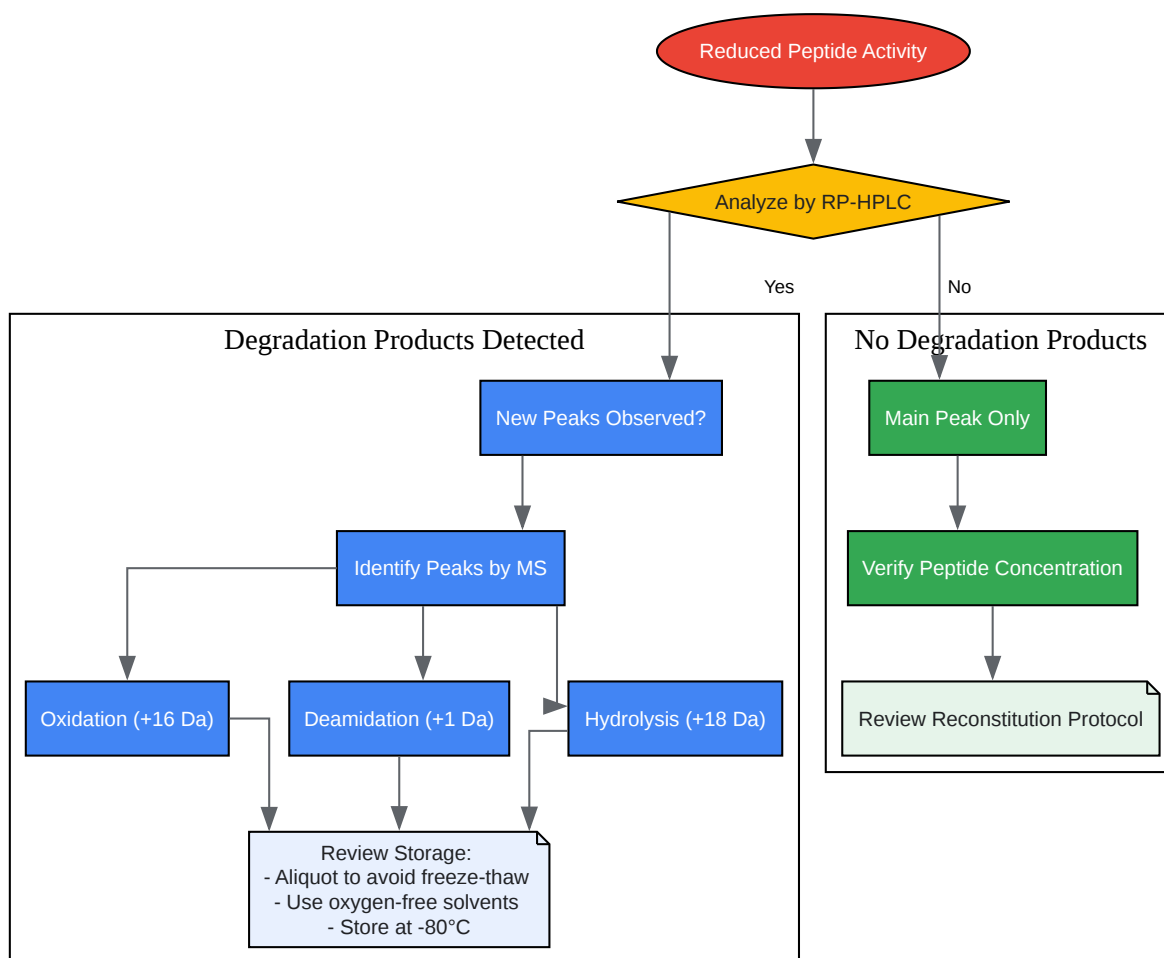 Reduced Peptide Activity
Analyze by RP-HPLC
Yes
No
Degradation Products Detected
No Degradation Products
New Peaks Observed?
Main Peak Only
Identify Peaks by MS
Verify Peptide Concentration
Oxidation (+16 Da)
Deamidation (+1 Da)
Hydrolysis (+18 Da)
Review Reconstitution Protocol
Review Storage:
- Aliquot to avoid freeze-thaw
- Use oxygen-free solvents
- Store at -80°C